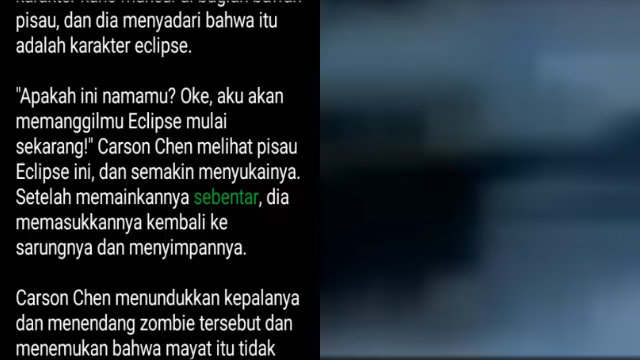 pisau, dan dia menyadari bahwa itu
adalah karakter eclipse.
"Apakah ini namamu? Oke, aku akan
memanggilmu Eclipse mulai
sekarang!" Carson Chen melihat pisau
Eclipse ini, dan semakin menyukainya.
Setelah memainkannya sebentar, dia
memasukkannya kembali ke
sarungnya dan menyimpannya.
Carson Chen menundukkan kepalanya
dan menendang zombie tersebut dan
menemukan bahwa mayat itu tidak